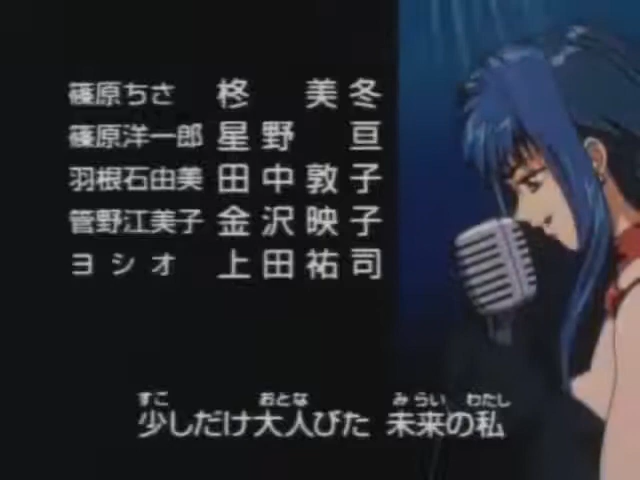 篠原ちさ 柊 美冬
篠原洋一郎 星野 亘
羽根石由美 田中敦子
管野江美子 金沢映子
ヨシオ 上田祐司
すこ おとな みらい わたし
少しだけ大人びた 未来の私